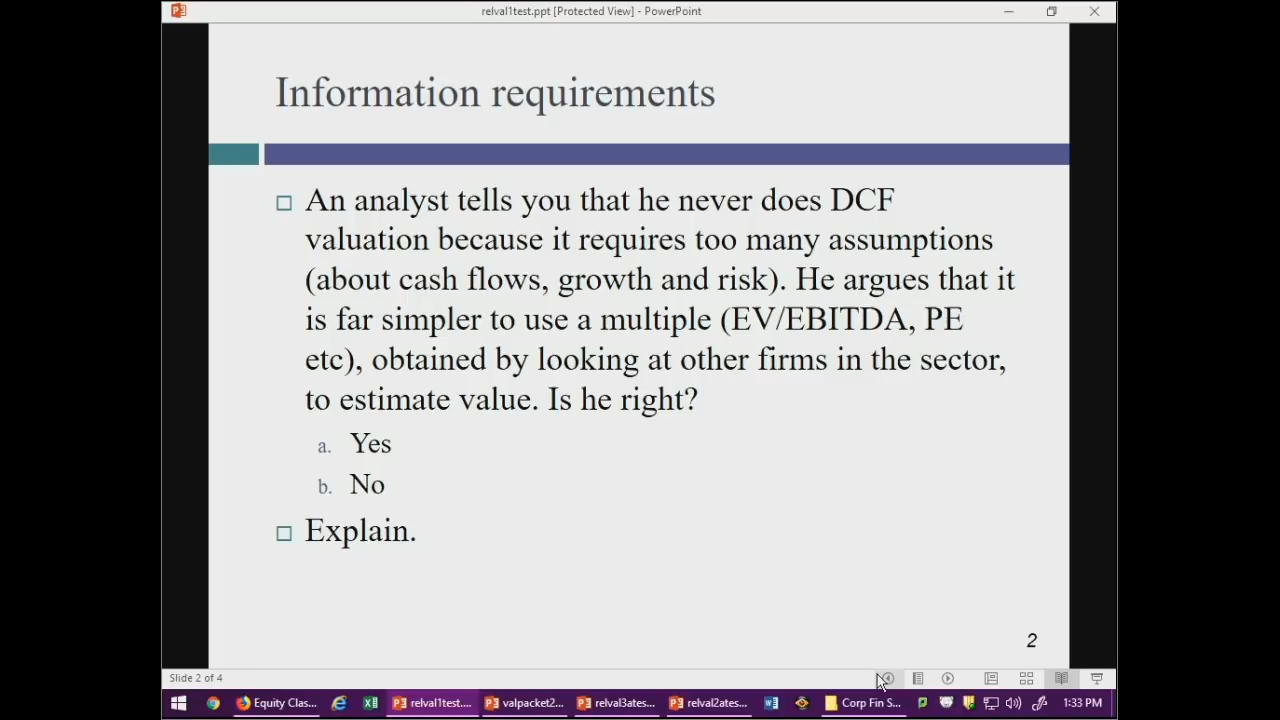 relval1test.ppt [Protected View] - PowerPoint
Information requirements
An analyst tells you that he never does DCF
valuation because it requires too many assumptions
(about cash flows, growth and risk). He argues that it
is far simpler to use a multiple (EV/EBITDA, PE
etc), obtained by looking at other firms in the sector,
to estimate value. Is he right?
a. Yes
b. No
Explain.
2
Slide 2 of 4
Equity Clas... relval1test.... valpacket2... relval3ates... relval2ates... Corp Fin S... 1:33 PM